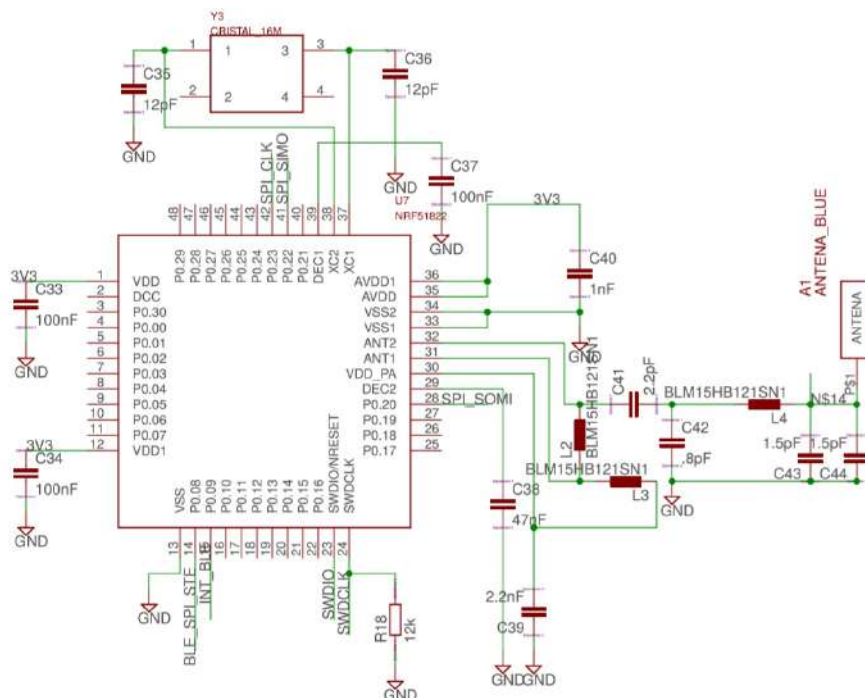 Y3
CRISTAL_16M
1
1
3
3
2
2
4
4
C35
12pF
C36
12pF
GND
GND
SPI_CLK
SPI_SIMO
C37
100nF
GND
U7
NRF51822
48
47
46
45
44
43
42
41
40
39
38
37
P0.29
P0.28
P0.27
P0.26
P0.25
P0.24
P0.23
P0.22
P0.21
DEC1
XC2
XC1
3V3
C33
100nF
GND
3V3
C34
100nF
GND
1 VDD
2 DCC
3 P0.30
4 P0.00
5 P0.01
6 P0.02
7 P0.03
8 P0.04
9 P0.05
10 P0.06
11 P0.07
12 VDD1
AVDD1 36
AVDD 35
VSS2 34
VSS1 33
ANT2 32
ANT1 31
VDD_PA 30
DEC2 29
P0.20 28
P0.19 27
P0.18 26
P0.17 25
SPI_SOMI
VSS
P0.08
P0.09
P0.10
P0.11
P0.12
P0.13
P0.14
P0.15
P0.16
SWDIO/NRESET
SWDCLK
13
14
15
16
17
18
19
20
21
22
23
24
GND
BLE_SPI_STE
INT_BLE
SWDIO
SWDCLK
R18
12k
GND
3V3
C40
1nF
GND
C41
2.2pF
L2
BLM15HB121SN1
BLM15HB121SN1
L3
BLM15HB121SN1
L4
C42
.8pF
GND
N$14
1.5pF
C43
1.5pF
C44
GND
A1
ANTENA_BLUE
ANTENA
P$1
C38
47nF
GND
2.2nF
C39
GND